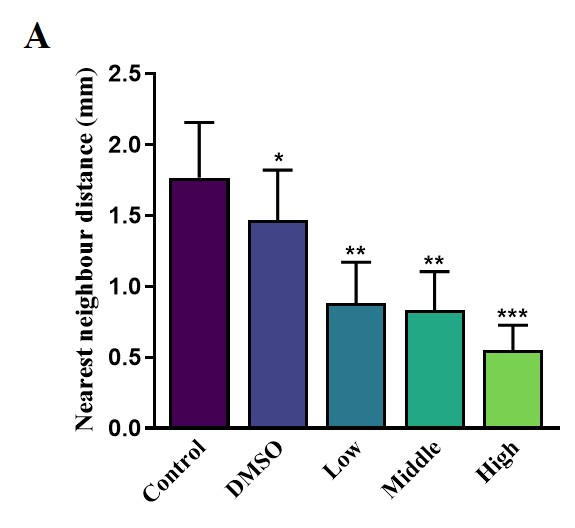 A
Nearest neighbour distance (mm)
2.5
2.0
1.5
1.0
0.5
0.0
*
**
**
***
Control
DMSO
Low
Middle
High